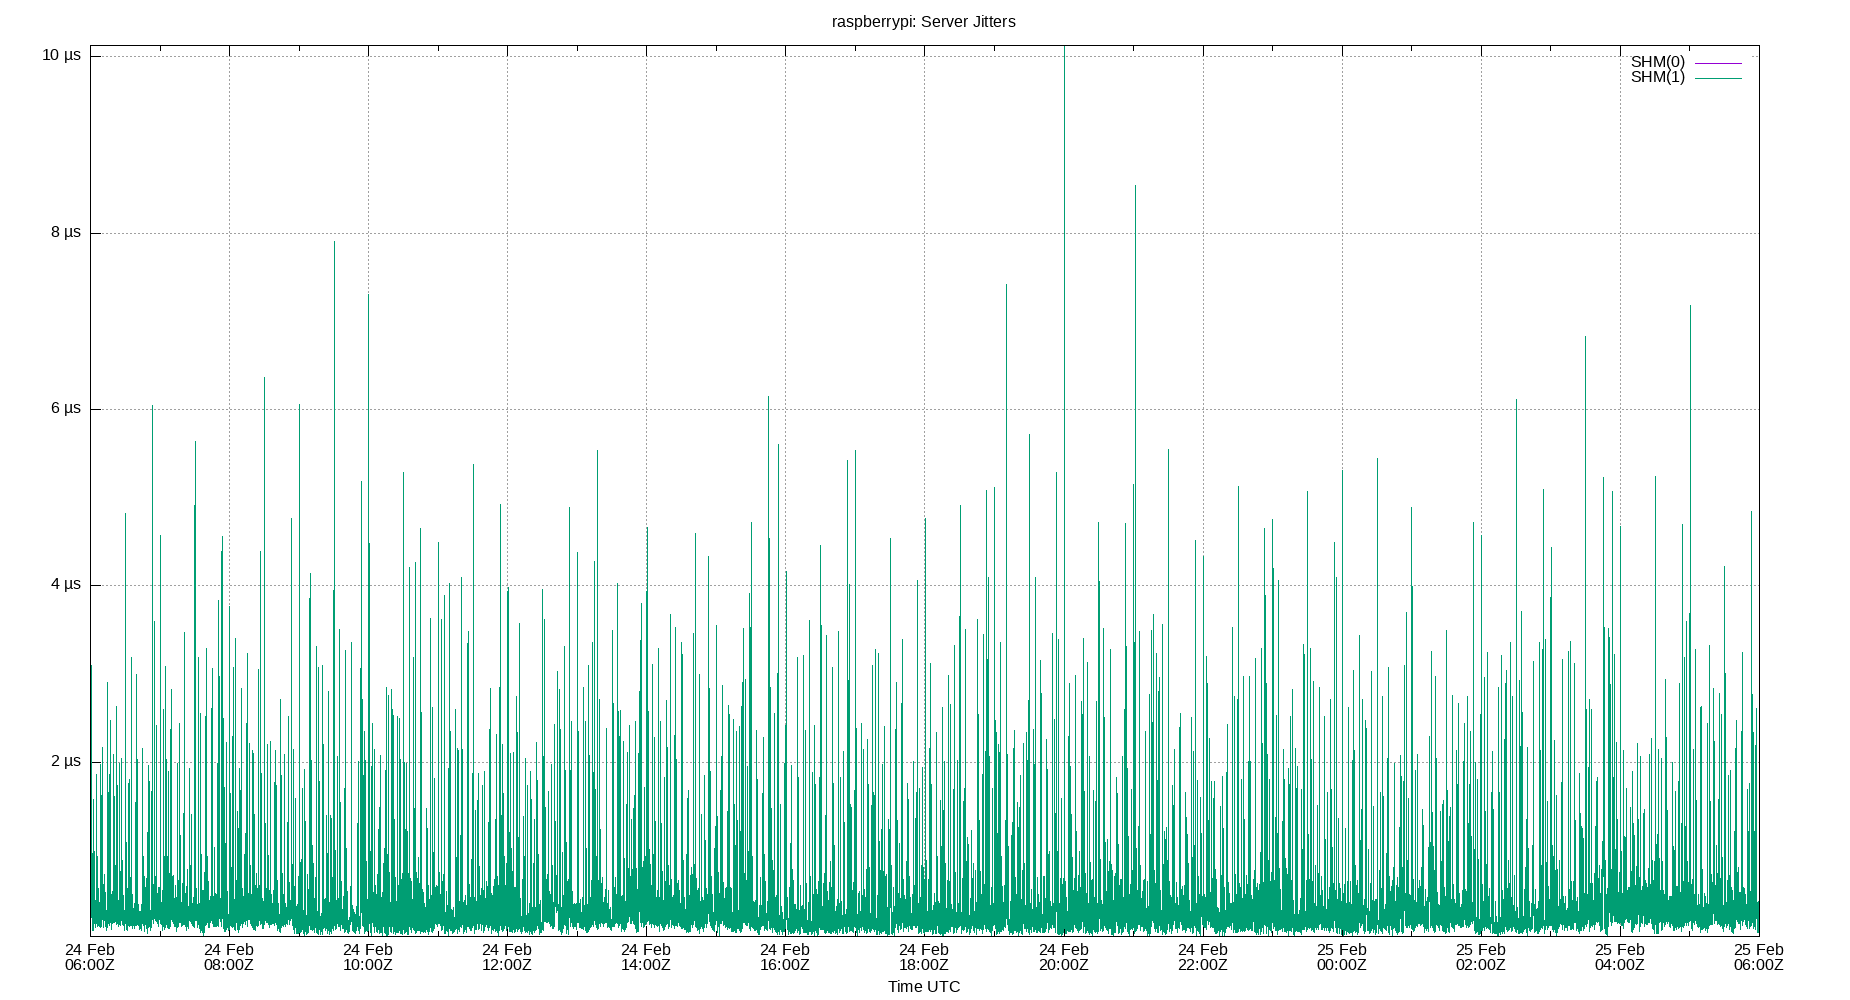 raspberrypi: Server Jitters
10 µs
8 µs
6 µs
4 µs
2 µs
SHM(0)
SHM(1)
24 Feb 24 Feb 24 Feb 24 Feb 24 Feb 24 Feb 24 Feb 24 Feb 24 Feb 25 Feb 25 Feb 25 Feb 25 Feb
06:00Z 08:00Z 10:00Z 12:00Z 14:00Z 16:00Z 18:00Z 20:00Z 22:00Z 00:00Z 02:00Z 04:00Z 06:00Z
Time UTC